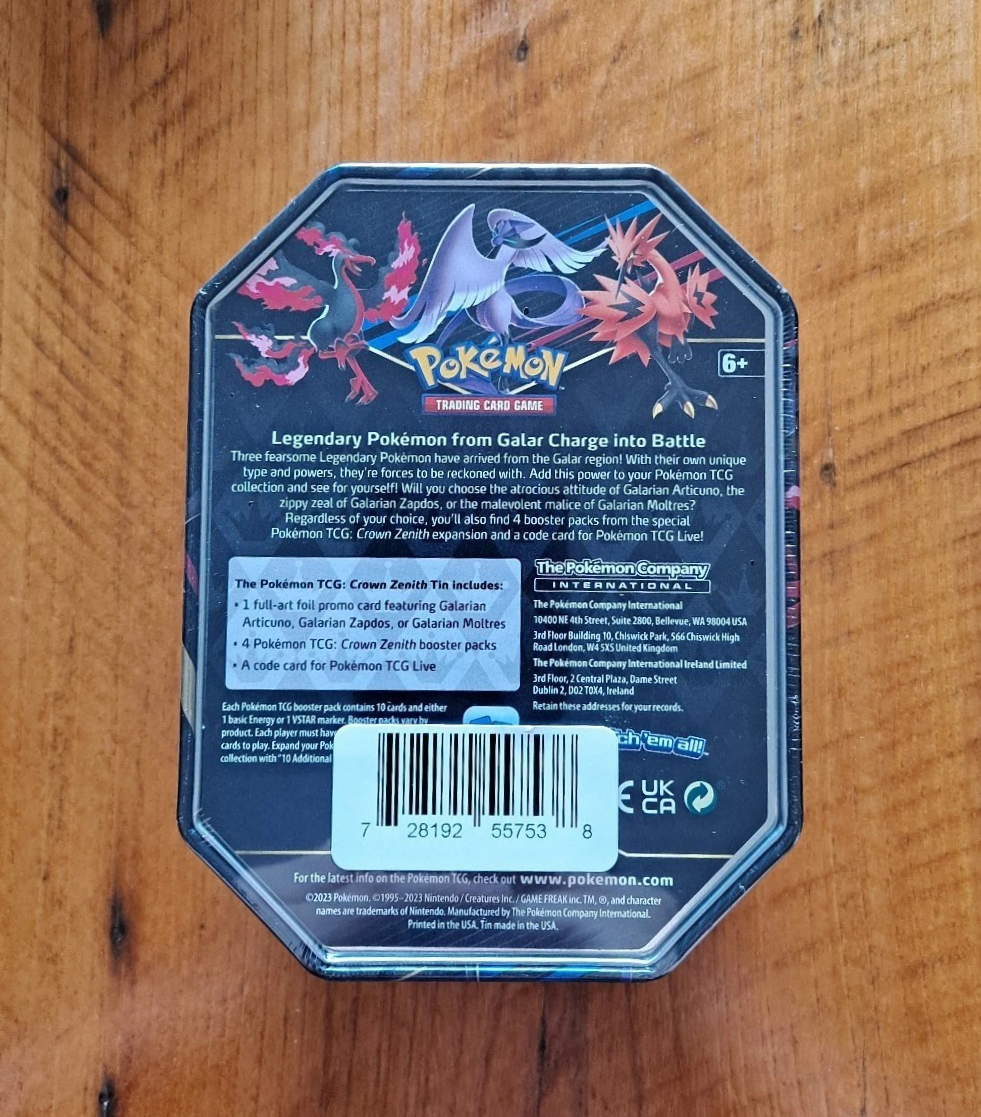 POKéMON
TRADING CARD GAME
6+
Legendary Pokémon from Galar Charge into Battle
Three fearsome Legendary Pokémon have arrived from the Galar region! With their own unique
type and powers, they're forces to be reckoned with. Add this power to your Pokémon TCG
collection and see for yourself! Will you choose the atrocious attitude of Galarian Articuno, the
zippy zeal of Galarian Zapdos, or the malevolent malice of Galarian Moltres?
Regardless of your choice, you'll also find 4 booster packs from the special
Pokémon TCG: Crown Zenith expansion and a code card for Pokémon TCG Live!
The Pokémon TCG: Crown Zenith Tin includes:
• 1 full-art foil promo card featuring Galarian
Articuno, Galarian Zapdos, or Galarian Moltres
• 4 Pokémon TCG: Crown Zenith booster packs
• A code card for Pokémon TCG Live
Each Pokémon TCG booster pack contains 10 cards and either
1 basic Energy or 1 VSTAR marker. Booster packs vary by
product. Each player must have
cards to play. Expand your Pok
collection with "10 Additional
The Pokémon Company
INTERNATIONAL
The Pokémon Company International
10400 NE 4th Street, Suite 2800, Bellevue, WA 98004 USA
3rd Floor Building 10, Chiswick Park, 566 Chiswick High
Road London, W4 5XS United Kingdom
The Pokémon Company International Ireland Limited
3rd Floor, 2 Central Plaza, Dame Street
Dublin 2, D02 T0X4, Ireland
Retain these addresses for your records.
ch 'em all!™
CE UK CA
7 28192 55753 8
For the latest info on the Pokémon TCG, check out www.pokemon.com
©2023 Pokémon. ©1995–2023 Nintendo / Creatures Inc. / GAME FREAK inc. TM, ®, and character
names are trademarks of Nintendo. Manufactured by The Pokémon Company International.
Printed in the USA. Tin made in the USA.